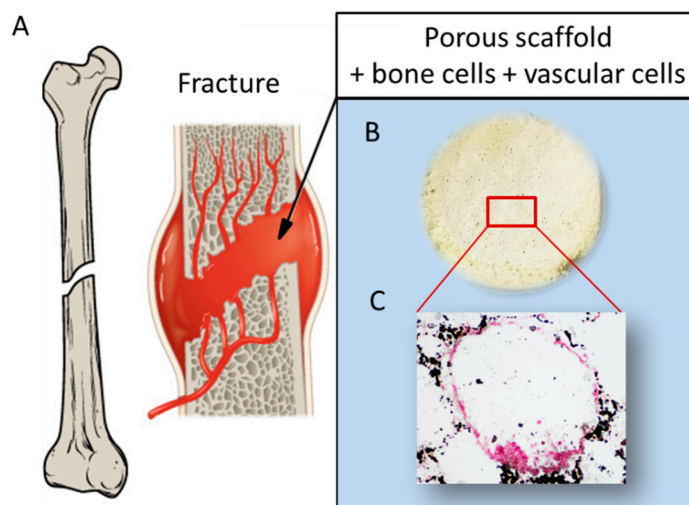 A
Fracture
Porous scaffold
+ bone cells + vascular cells
B
C